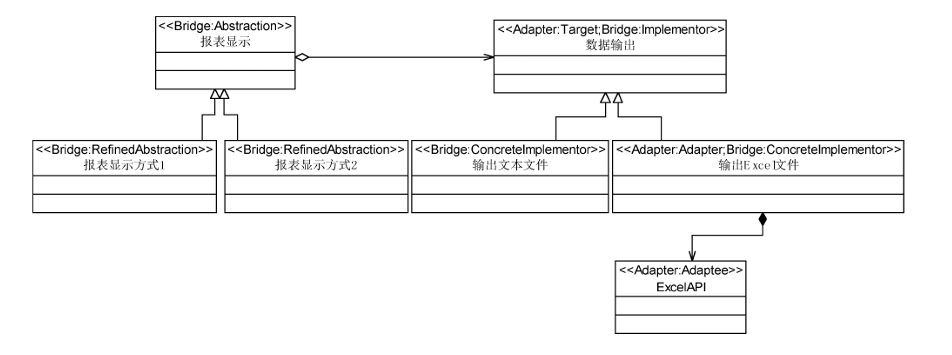 <<Bridge:Abstraction>>
报表显示
<<Adapter:Target;Bridge:Implementor>>
数据输出
<<Bridge:RefinedAbstraction>>
报表显示方式1
<<Bridge:RefinedAbstraction>>
报表显示方式2
<<Bridge:ConcreteImplementor>>
输出文本文件
<<Adapter:Adapter;Bridge:ConcreteImplementor>>
输出Excel文件
<<Adapter:Adaptee>>
ExcelAPI